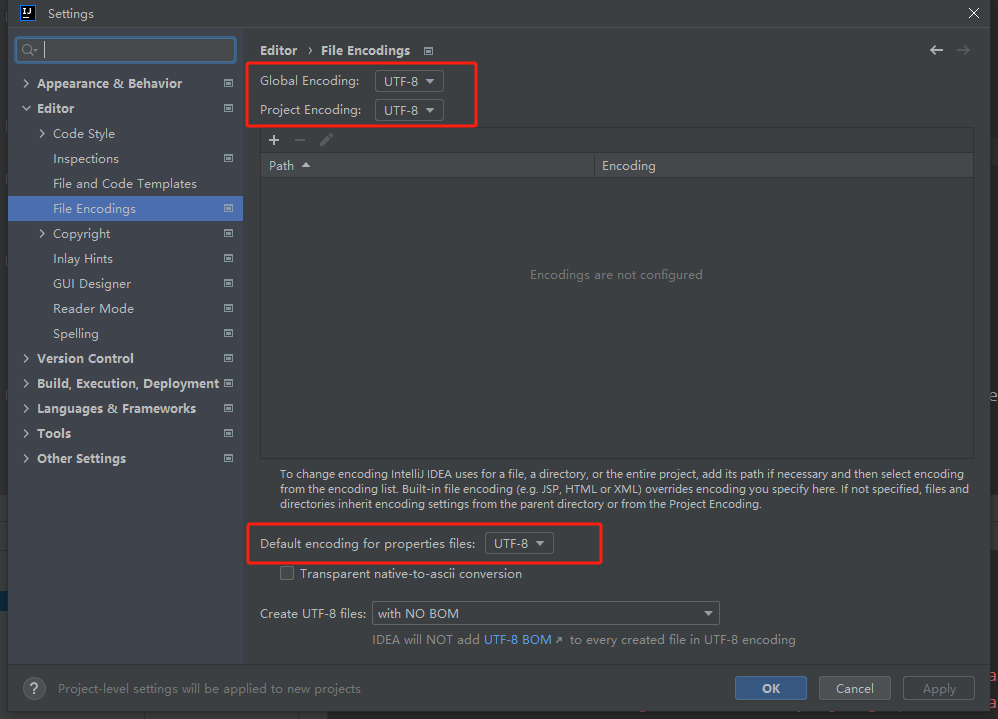 Settings
Editor › File Encodings
Global Encoding: UTF-8
Project Encoding: UTF-8
Appearance & Behavior
Editor
Code Style
Inspections
File and Code Templates
File Encodings
Copyright
Inlay Hints
GUI Designer
Reader Mode
Spelling
Version Control
Build, Execution, Deployment
Languages & Frameworks
Tools
Other Settings
Path Encoding
Encodings are not configured
To change encoding IntelliJ IDEA uses for a file, a directory, or the entire project, add its path if necessary and then select encoding
from the encoding list. Built-in file encoding (e.g. JSP, HTML or XML) overrides encoding you specify here. If not specified, files and
directories inherit encoding settings from the parent directory or from the Project Encoding.
Default encoding for properties files: UTF-8
Transparent native-to-ascii conversion
Create UTF-8 files: with NO BOM
IDEA will NOT add UTF-8 BOM ↗ to every created file in UTF-8 encoding
? Project-level settings will be applied to new projects
OK Cancel Apply